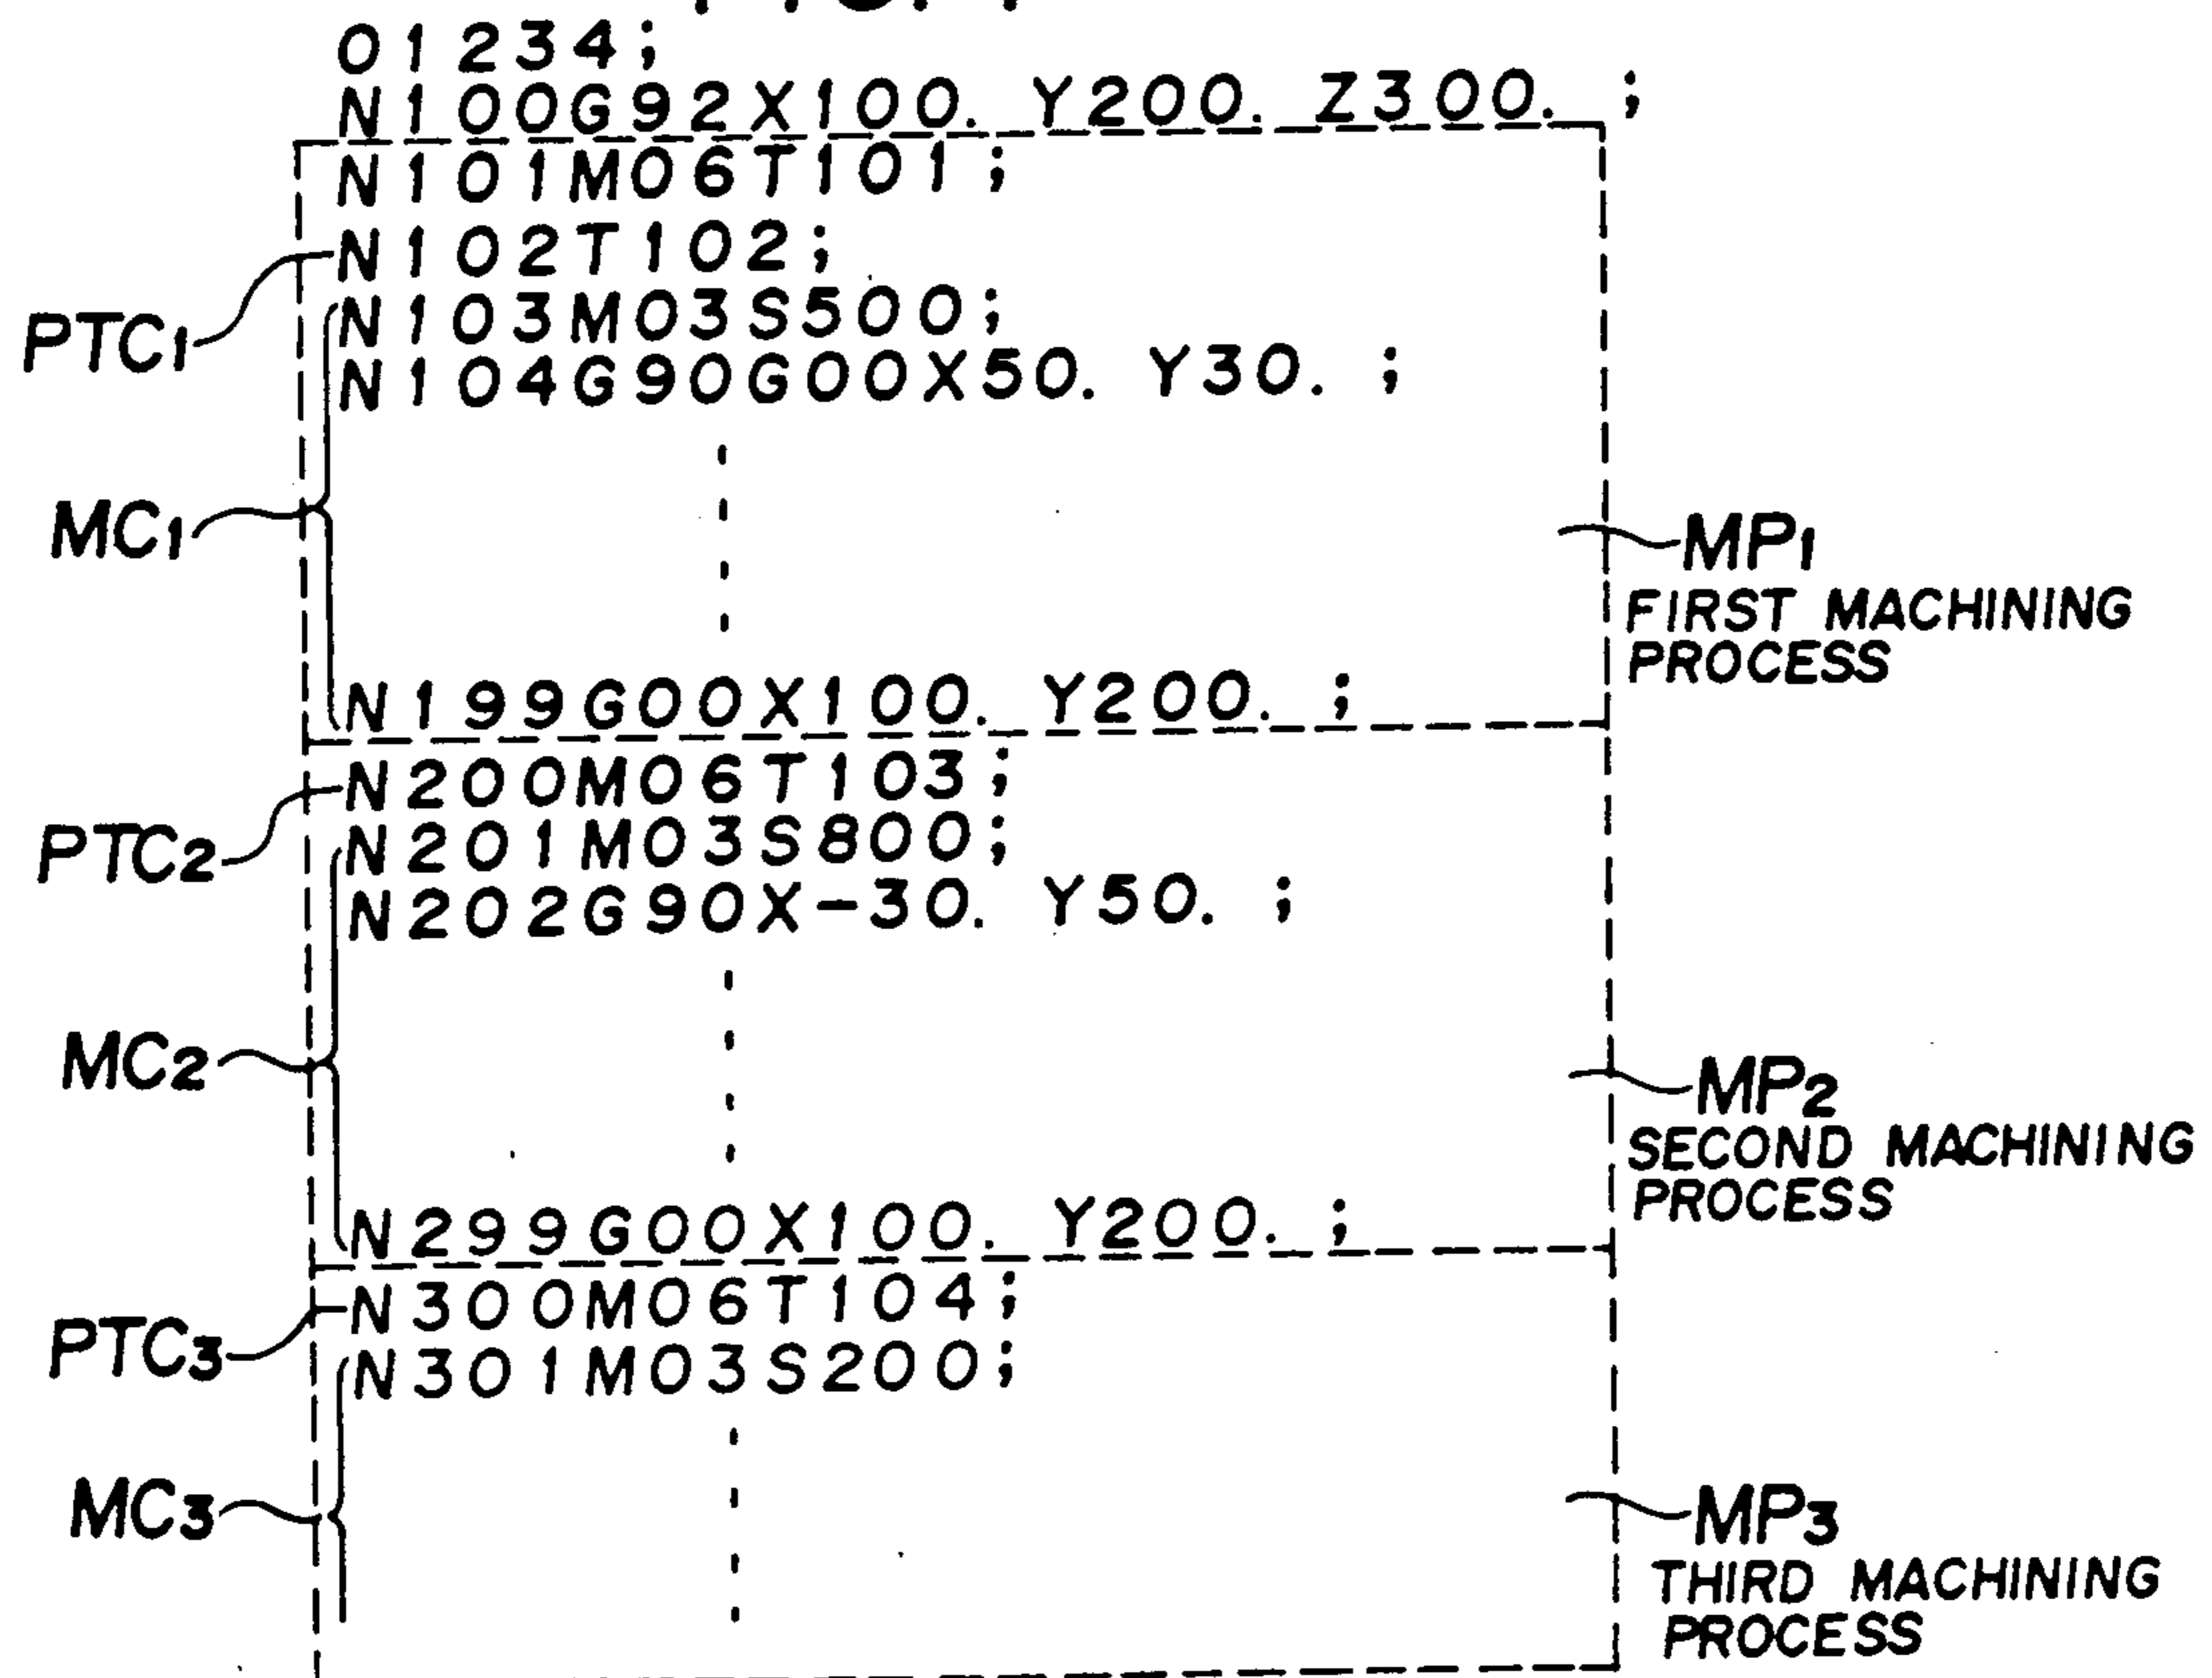 O1234;
N100G92X100. Y200. Z300. ;
N101M06T101;
N102T102;
PTC1
N103M03S500;
N104G90G00X50. Y30. ;
MC1
MP1
FIRST MACHINING
PROCESS
N199G00X100. Y200. ;
N200M06T103;
PTC2
N201M03S800;
N202G90X-30. Y50. ;
MC2
MP2
SECOND MACHINING
PROCESS
N299G00X100. Y200. ;
N300M06T104;
PTC3
N301M03S200;
MC3
MP3
THIRD MACHINING
PROCESS